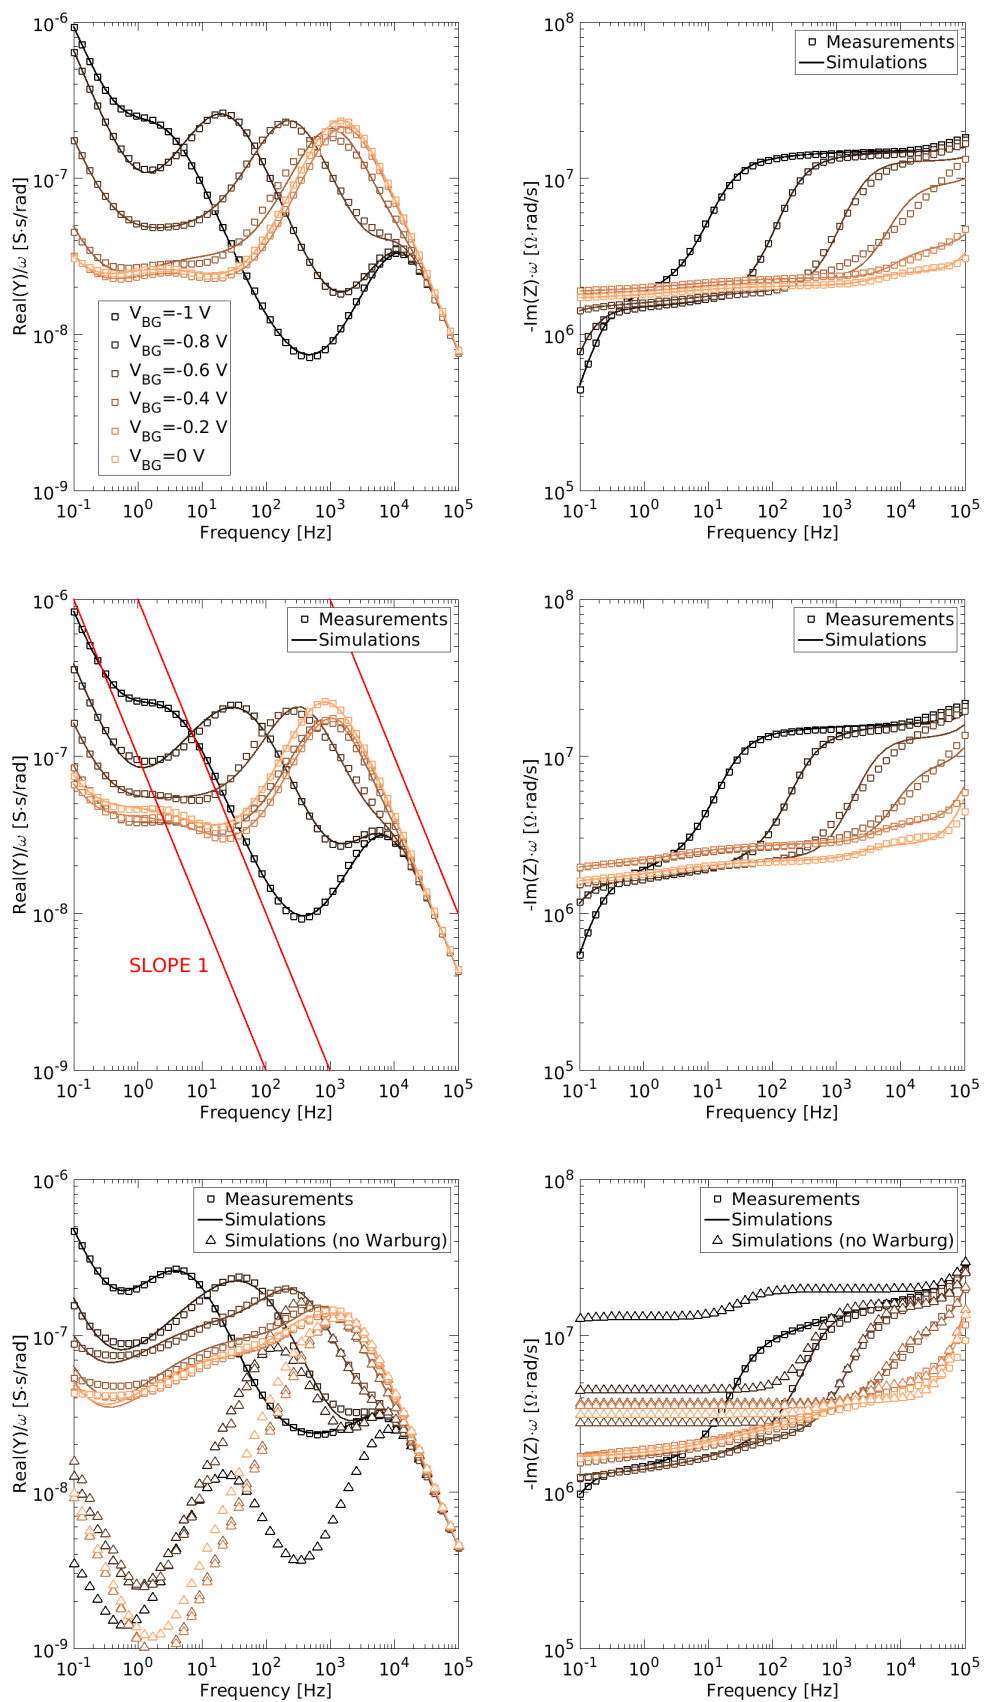 10^-6
10^-7
10^-8
10^-9
Real(Y)/ω [S·s/rad]
V_BG=-1 V
V_BG=-0.8 V
V_BG=-0.6 V
V_BG=-0.4 V
V_BG=-0.2 V
V_BG=0 V
10^-1 10^0 10^1 10^2 10^3 10^4 10^5
Frequency [Hz]
10^8
10^7
10^6
10^5
-Im(Z)·ω [Ω·rad/s]
Measurements
Simulations
10^-1 10^0 10^1 10^2 10^3 10^4 10^5
Frequency [Hz]
10^-6
10^-7
10^-8
10^-9
Real(Y)/ω [S·s/rad]
Measurements
Simulations
SLOPE 1
10^-1 10^0 10^1 10^2 10^3 10^4 10^5
Frequency [Hz]
10^8
10^7
10^6
10^5
-Im(Z)·ω [Ω·rad/s]
Measurements
Simulations
10^-1 10^0 10^1 10^2 10^3 10^4 10^5
Frequency [Hz]
10^-6
10^-7
10^-8
10^-9
Real(Y)/ω [S·s/rad]
Measurements
Simulations
Simulations (no Warburg)
10^-1 10^0 10^1 10^2 10^3 10^4 10^5
Frequency [Hz]
10^8
10^7
10^6
10^5
-Im(Z)·ω [Ω·rad/s]
Measurements
Simulations
Simulations (no Warburg)
10^-1 10^0 10^1 10^2 10^3 10^4 10^5
Frequency [Hz]